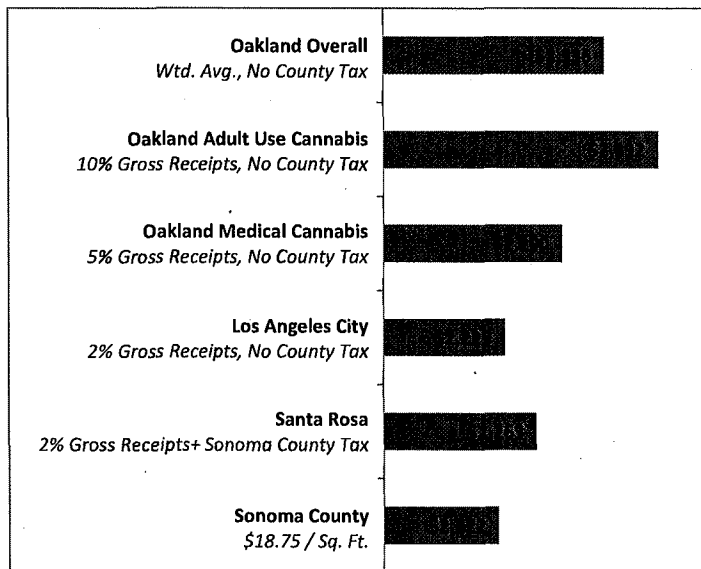 Oakland Overall
Wtd. Avg., No County Tax
Oakland Adult Use Cannabis
10% Gross Receipts, No County Tax
Oakland Medical Cannabis
5% Gross Receipts, No County Tax
Los Angeles City
2% Gross Receipts, No County Tax
Santa Rosa
2% Gross Receipts+ Sonoma County Tax
Sonoma County
$18.75 / Sq. Ft.